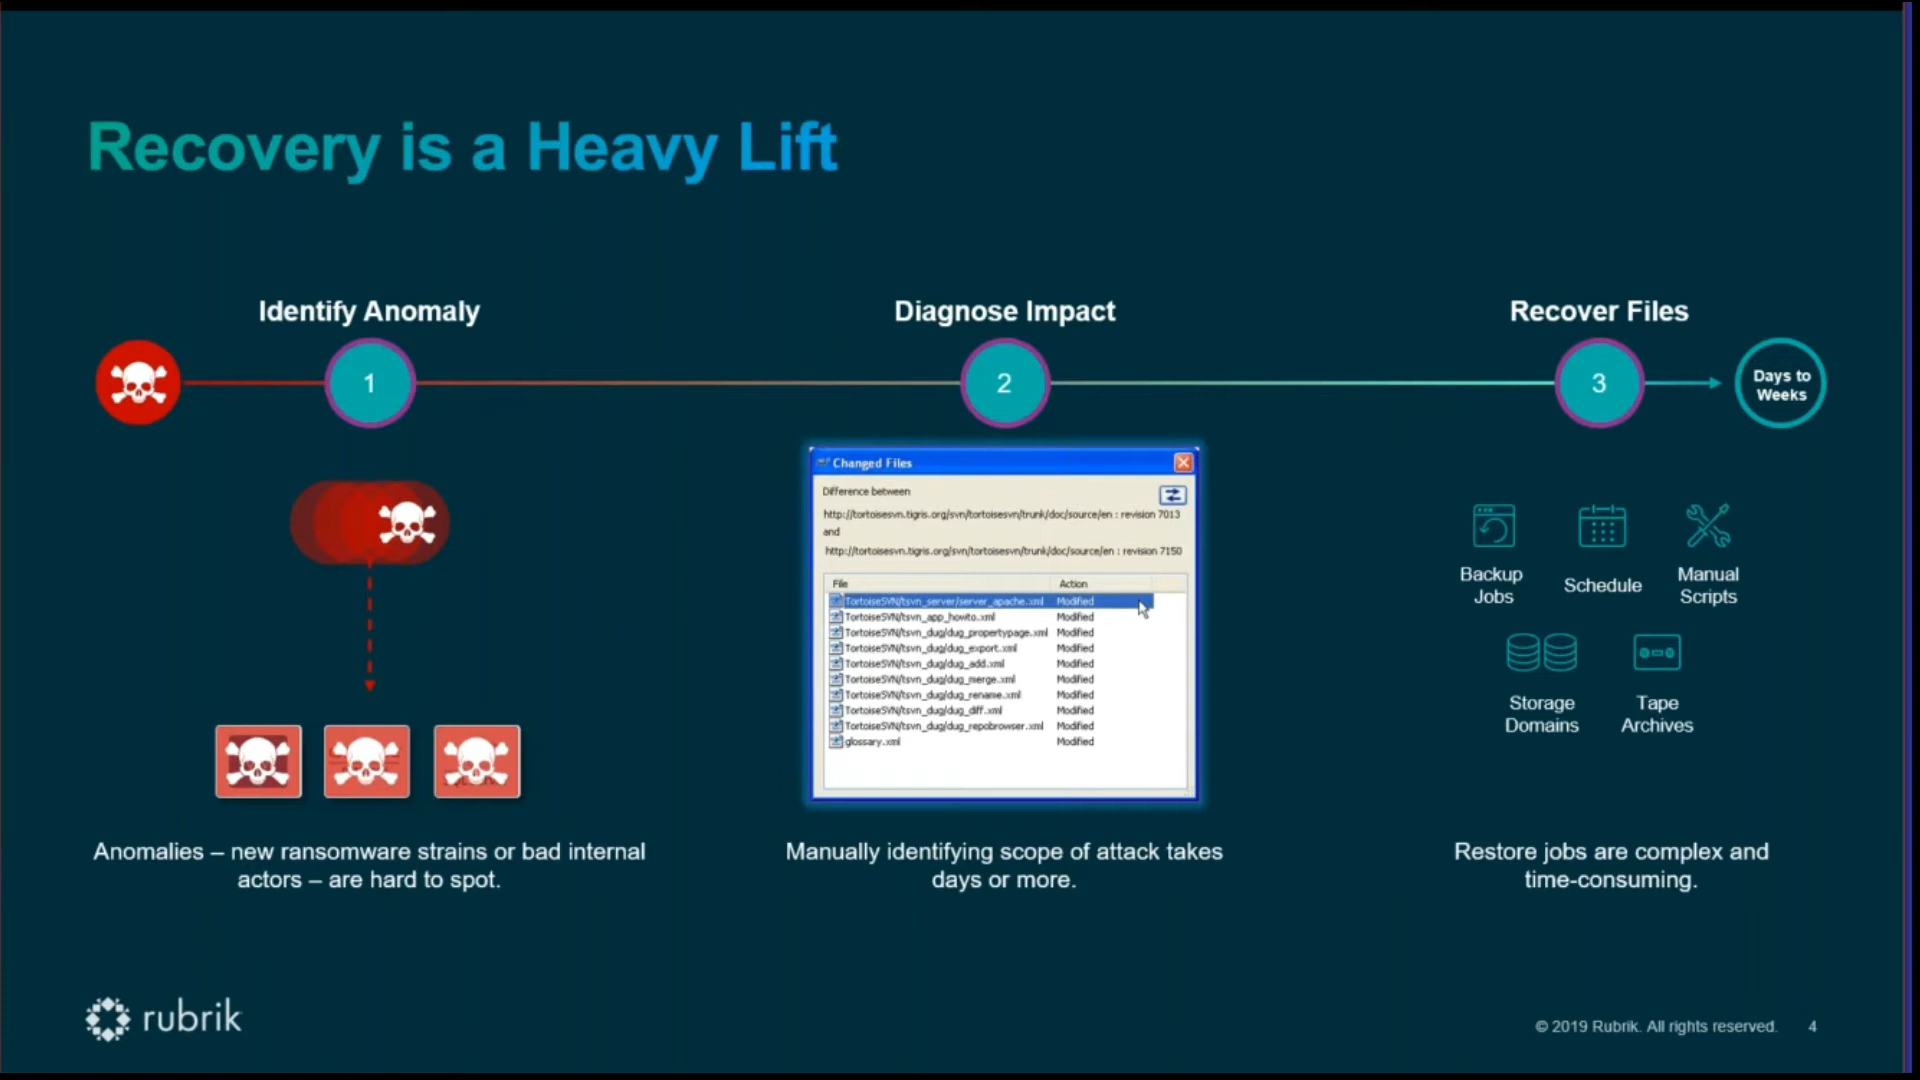 Recovery is a Heavy Lift
Identify Anomaly
Diagnose Impact
Recover Files
1
2
3
Days to
Weeks
Changed Files
Difference between
http://tortoisesvn.tigris.org/svn/tortoisesvn/trunk/doc/source/en : revision 7013
and
http://tortoisesvn.tigris.org/svn/tortoisesvn/trunk/doc/source/en : revision 7150
File Action
TortoiseSVN/tsvn_server/server_apache.xml Modified
TortoiseSVN/tsvn_app_howto.xml Modified
TortoiseSVN/tsvn_dug/dug_propertypage.xml Modified
TortoiseSVN/tsvn_dug/dug_export.xml Modified
TortoiseSVN/tsvn_dug/dug_add.xml Modified
TortoiseSVN/tsvn_dug/dug_merge.xml Modified
TortoiseSVN/tsvn_dug/dug_rename.xml Modified
TortoiseSVN/tsvn_dug/dug_diff.xml Modified
TortoiseSVN/tsvn_dug/dug_repobrowser.xml Modified
glossary.xml Modified
Backup
Jobs
Schedule
Manual
Scripts
Storage
Domains
Tape
Archives
Anomalies – new ransomware strains or bad internal
actors – are hard to spot.
Manually identifying scope of attack takes
days or more.
Restore jobs are complex and
time-consuming.
rubrik
© 2019 Rubrik. All rights reserved. 4